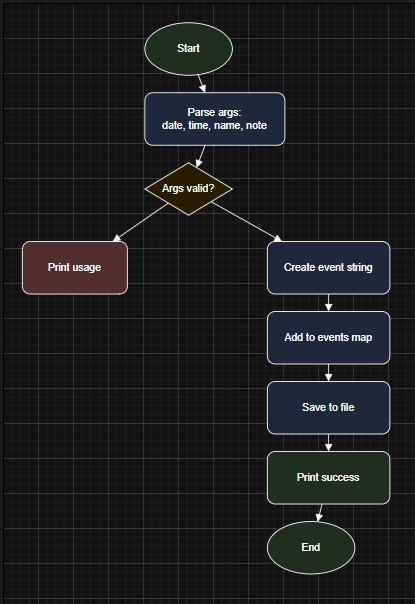 Start
Parse args:
date, time, name, note
Args valid?
Print usage
Create event string
Add to events map
Save to file
Print success
End